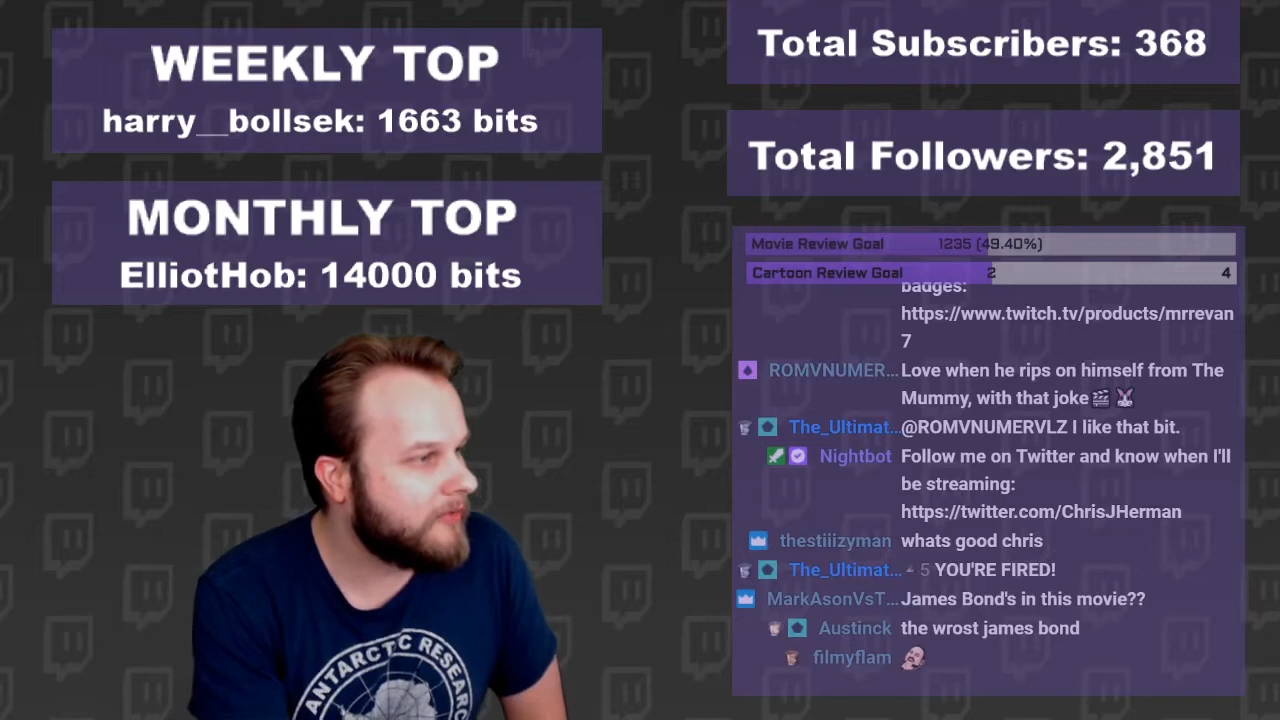 WEEKLY TOP
harry__bollsek: 1663 bits
MONTHLY TOP
ElliotHob: 14000 bits
Total Subscribers: 368
Total Followers: 2,851
Movie Review Goal 1235 (49.40%)
Cartoon Review Goal 2 4
badges:
https://www.twitch.tv/products/mrrevan
7
ROMVNUMER... Love when he rips on himself from The
Mummy, with that joke
The_Ultimat... @ROMVNUMERVLZ I like that bit.
Nightbot Follow me on Twitter and know when I'll
be streaming:
https://twitter.com/ChrisJHerman
thestiiizyman whats good chris
The_Ultimat... 5 YOU'RE FIRED!
MarkAsonVsT... James Bond's in this movie??
Austinck the wrost james bond
filmyflam
ANTARCTIC RESEARC